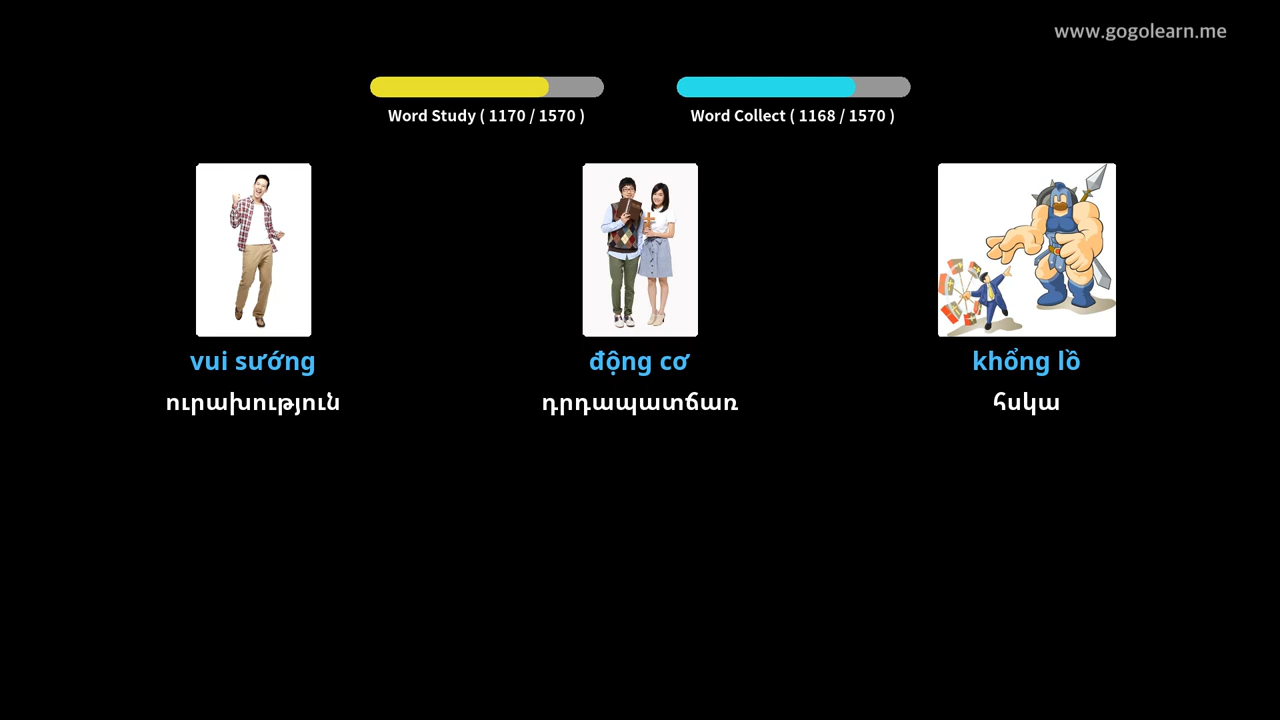 www.gogolearn.me
Word Study ( 1170 / 1570 )
Word Collect ( 1168 / 1570 )
vui sướng
động cơ
khổng lồ
ուրախություն
դրդապատճառ
հսկա